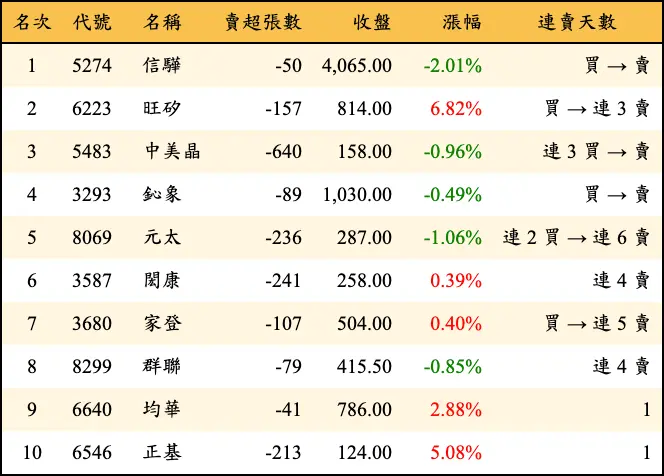 名次 代號 名稱 賣超張數 收盤 漲幅 連賣天數
1 5274 信驊 -50 4,065.00 -2.01% 買 → 賣
2 6223 旺矽 -157 814.00 6.82% 買 → 連 3 賣
3 5483 中美晶 -640 158.00 -0.96% 連 3 買 → 賣
4 3293 鈊象 -89 1,030.00 -0.49% 買 → 賣
5 8069 元太 -236 287.00 -1.06% 連 2 買 → 連 6 賣
6 3587 閎康 -241 258.00 0.39% 連 4 賣
7 3680 家登 -107 504.00 0.40% 買 → 連 5 賣
8 8299 群聯 -79 415.50 -0.85% 連 4 賣
9 6640 均華 -41 786.00 2.88% 1
10 6546 正基 -213 124.00 5.08% 1